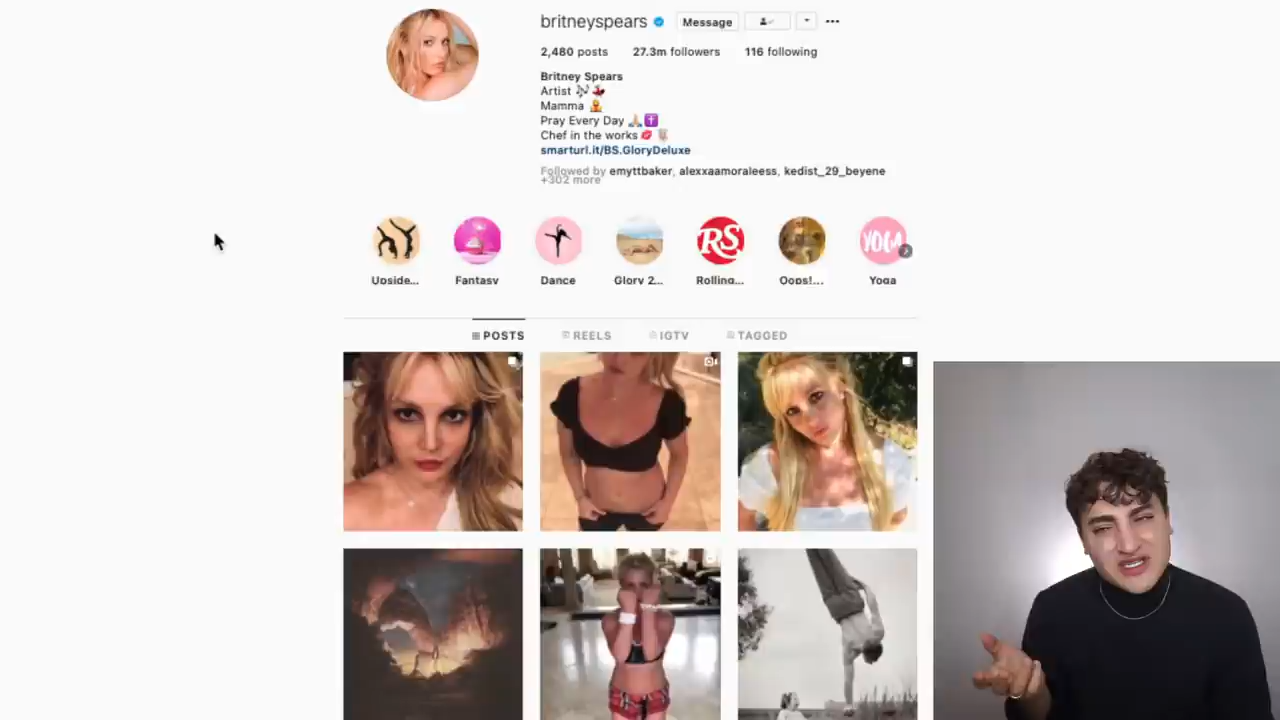 britneyspears Message
2,480 posts 27.3m followers 116 following
Britney Spears
Artist 🎶💃
Mamma
Pray Every Day 🙏🏼✝️
Chef in the works 💋
smarturl.it/BS.GloryDeluxe
Followed by emyttbaker, alexxaamoraleess, kedist_29_beyene
+302 more
RS YOGA
Upside... Fantasy Dance Glory 2... Rolling... Oops!... Yoga
POSTS REELS IGTV TAGGED